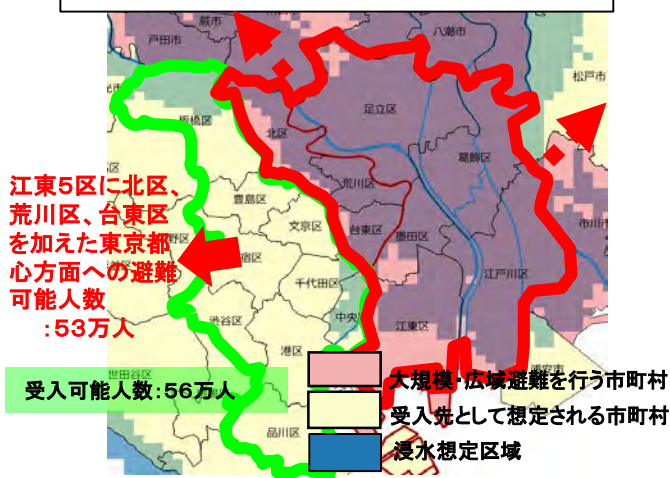 蕨市
戸田市
八潮市
松戸市
足立区
板橋区
北区
葛飾区
荒川区
豊島区
文京区
台東区
墨田区
市川市
江戸川区
千代田区
中央
渋谷区
江東区
港区
世田谷区
品川区
江東5区に北区、
荒川区、台東区
を加えた東京都
心方面への避難
可能人数
:53万人
受入可能人数:56万人
大規模・広域避難を行う市町村
受入先として想定される市町村
浸水想定区域